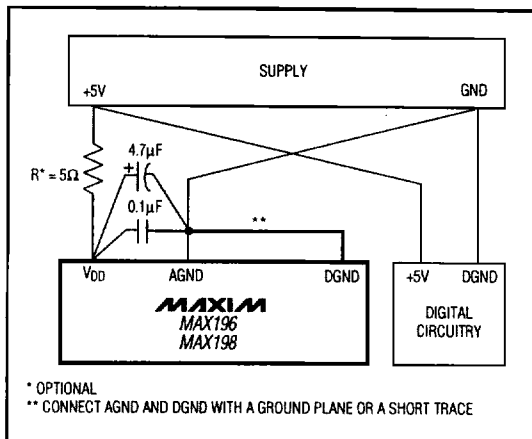 SUPPLY
+5V
GND
4.7µF
+
R* = 5Ω
0.1µF
**
VDD
AGND
DGND
+5V
DGND
MAXIM
MAX196
MAX198
DIGITAL
CIRCUITRY
* OPTIONAL
** CONNECT AGND AND DGND WITH A GROUND PLANE OR A SHORT TRACE